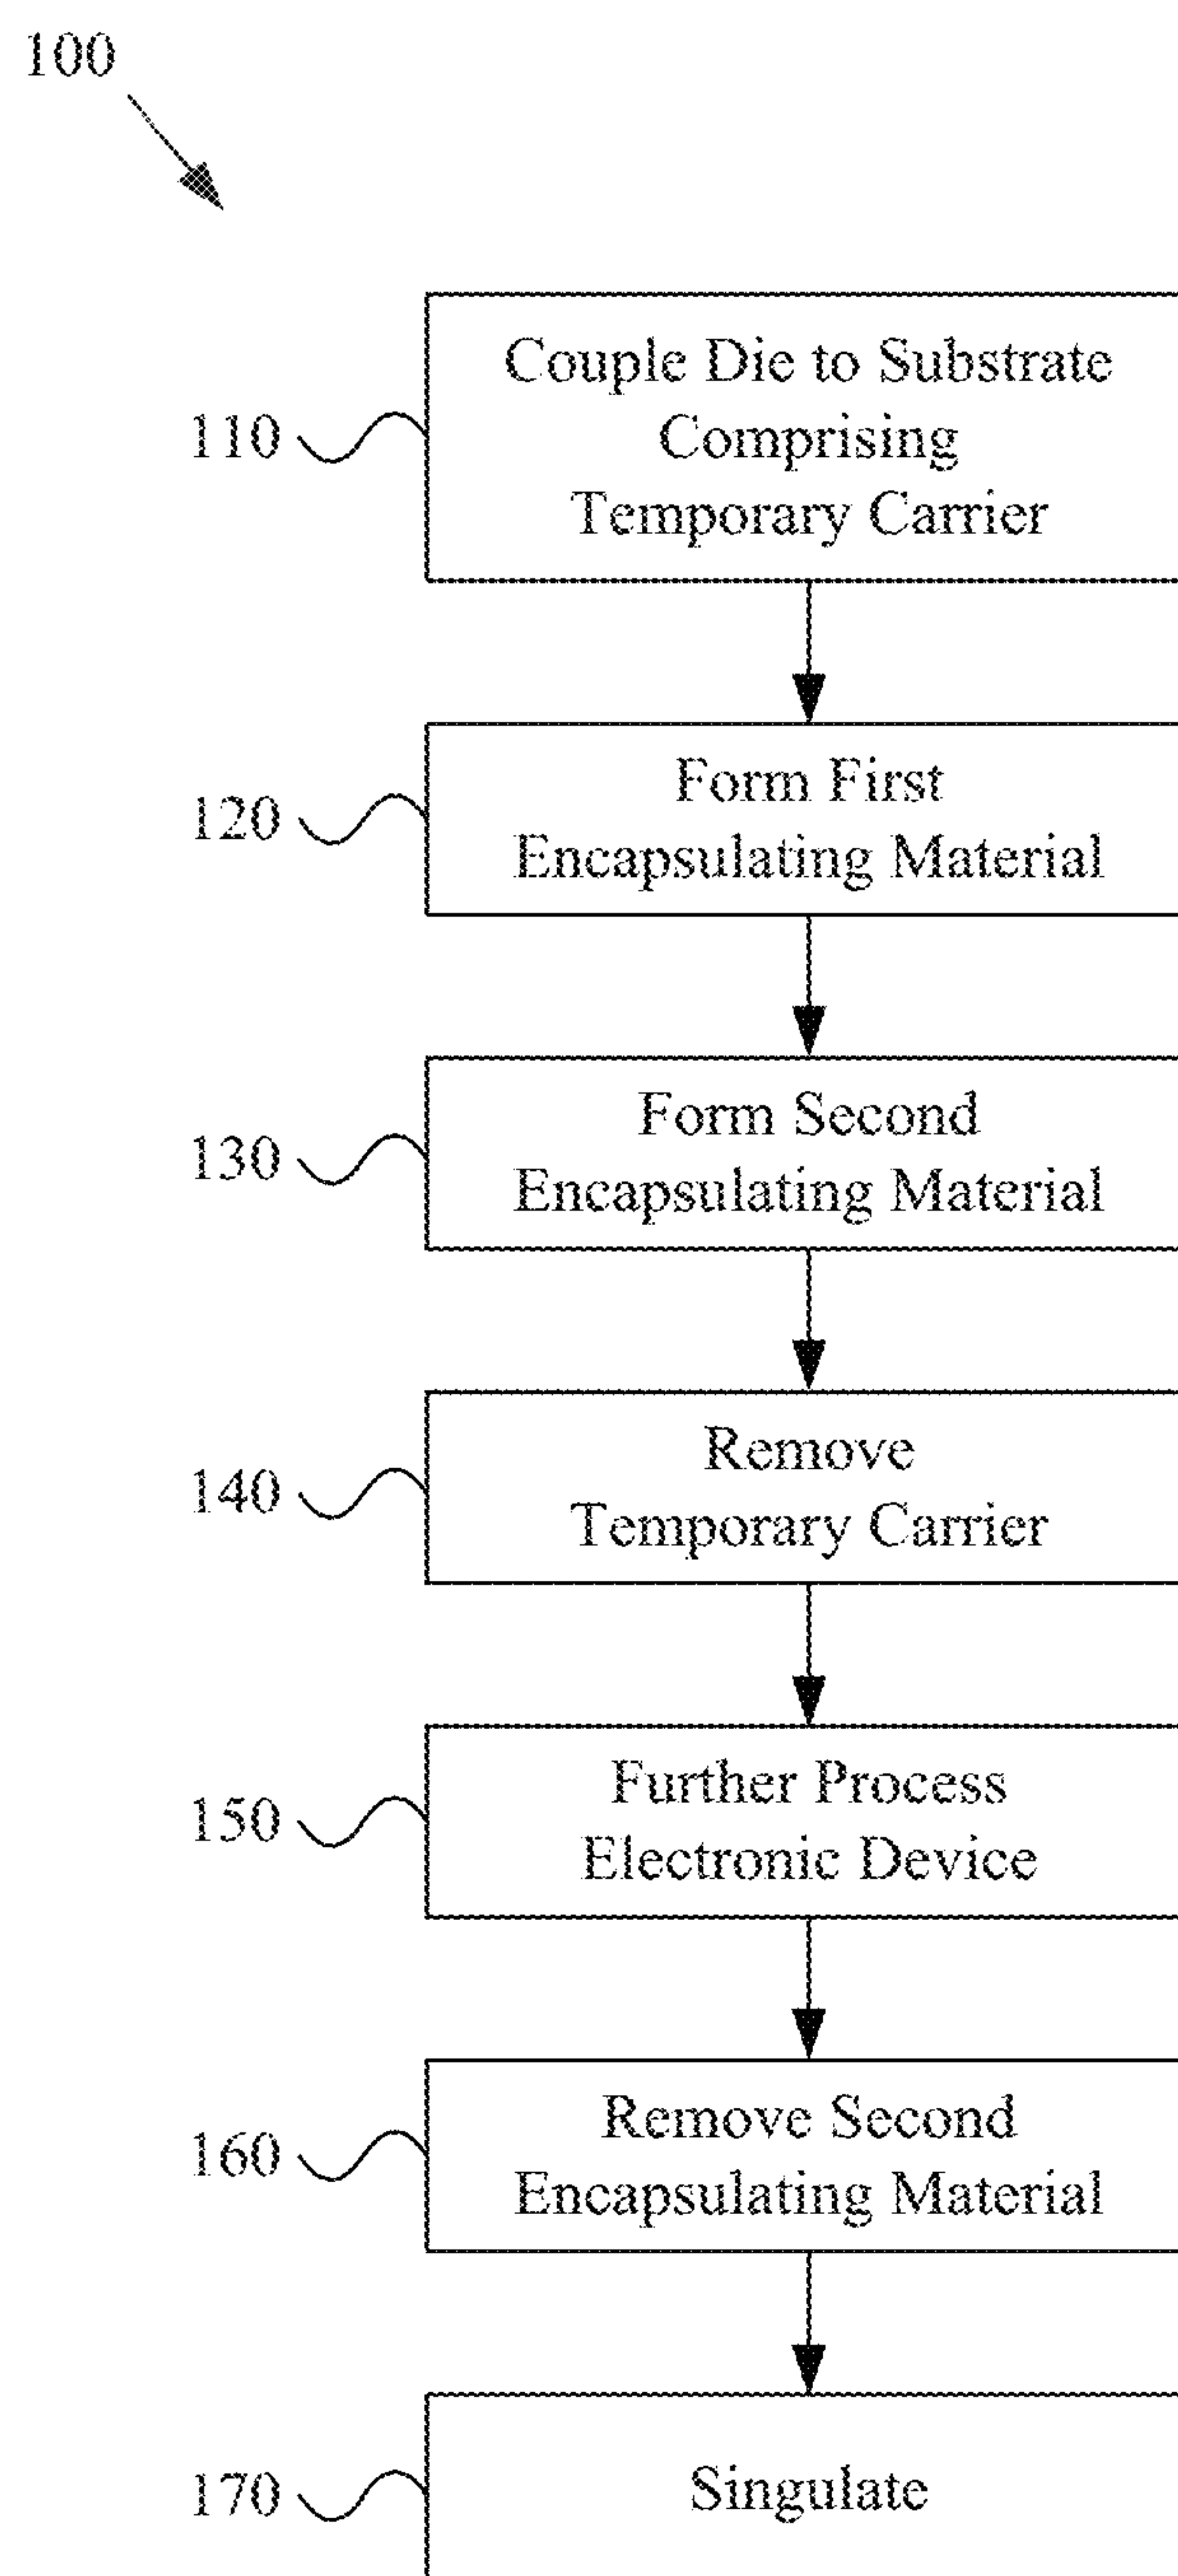 100
110
Couple Die to Substrate
Comprising
Temporary Carrier
120
Form First
Encapsulating Material
130
Form Second
Encapsulating Material
140
Remove
Temporary Carrier
150
Further Process
Electronic Device
160
Remove Second
Encapsulating Material
170
Singulate